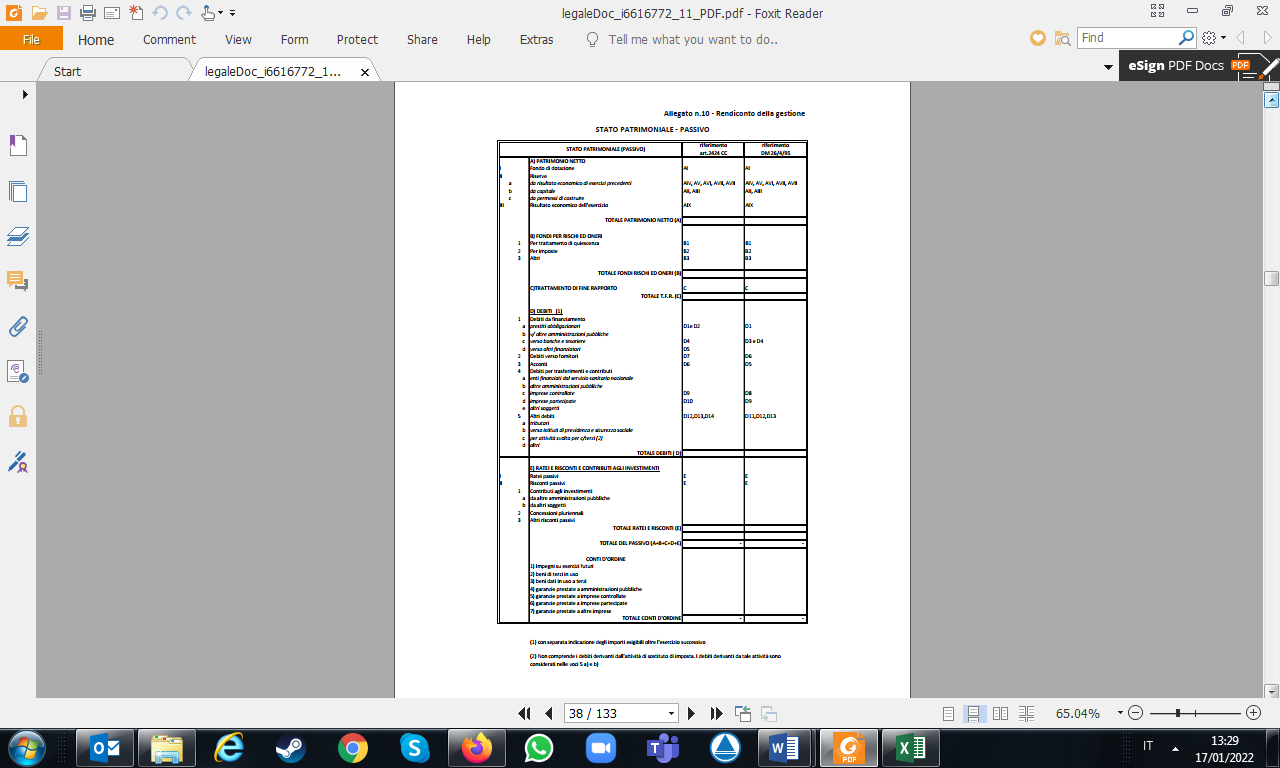 legaleDoc_i6616772_11_PDF.pdf - Foxit Reader
File Home Comment View Form Protect Share Help Extras Tell me what you want to do.. Find
Start legaleDoc_i6616772_1... eSign PDF Docs PDF
Allegato n.10 - Rendiconto della gestione
STATO PATRIMONIALE - PASSIVO
STATO PATRIMONIALE (PASSIVO) riferimento art.2424 CC riferimento DM 26/4/95
A) PATRIMONIO NETTO
I Fondo di dotazione AI AI
II Riserve
a da risultato economico di esercizi precedenti AIV, AV, AVI, AVII, AVII AIV, AV, AVI, AVII, AVII
b da capitale AII, AIII AII, AIII
c da permessi di costruire
III Risultato economico dell'esercizio AIX AIX
TOTALE PATRIMONIO NETTO (A)
B) FONDI PER RISCHI ED ONERI
1 Per trattamento di quiescenza B1 B1
2 Per imposte B2 B2
3 Altri B3 B3
TOTALE FONDI RISCHI ED ONERI (B)
C)TRATTAMENTO DI FINE RAPPORTO C C
TOTALE T.F.R. (C)
D) DEBITI (1)
1 Debiti da finanziamento
a prestiti obbligazionari D1e D2 D1
b v/ altre amministrazioni pubbliche
c verso banche e tesoriere D4 D3 e D4
d verso altri finanziatori D5
2 Debiti verso fornitori D7 D6
3 Acconti D6 D5
4 Debiti per trasferimenti e contributi
a enti finanziati dal servizio sanitario nazionale
b altre amministrazioni pubbliche
c imprese controllate D9 D8
d imprese partecipate D10 D9
e altri soggetti
5 Altri debiti D12,D13,D14 D11,D12,D13
a tributari
b verso istituti di previdenza e sicurezza sociale
c per attività svolta per c/terzi (2)
d altri
TOTALE DEBITI ( D)
E) RATEI E RISCONTI E CONTRIBUTI AGLI INVESTIMENTI
I Ratei passivi E E
II Risconti passivi E E
1 Contributi agli investimenti
a da altre amministrazioni pubbliche
b da altri soggetti
2 Concessioni pluriennali
3 Altri risconti passivi
TOTALE RATEI E RISCONTI (E)
TOTALE DEL PASSIVO (A+B+C+D+E) - -
CONTI D'ORDINE
1) Impegni su esercizi futuri
2) beni di terzi in uso
3) beni dati in uso a terzi
4) garanzie prestate a amministrazioni pubbliche
5) garanzie prestate a imprese controllate
6) garanzie prestate a imprese partecipate
7) garanzie prestate a altre imprese
TOTALE CONTI D'ORDINE - -
(1) con separata indicazione degli importi esigibili oltre l'esercizio successivo
(2) Non comprende i debiti derivanti dall'attività di sostituto di imposta. I debiti derivanti da tale attività sono
considerati nelle voci 5 a) e b)
38 / 133 65.04%
IT 13:29
17/01/2022